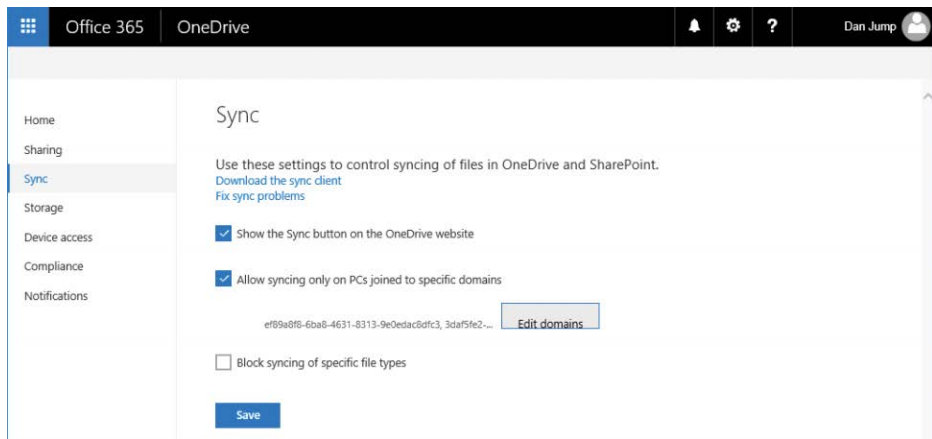 Office 365 OneDrive ? Dan Jump
Home
Sharing
Sync
Storage
Device access
Compliance
Notifications
Sync
Use these settings to control syncing of files in OneDrive and SharePoint.
Download the sync client
Fix sync problems
Show the Sync button on the OneDrive website
Allow syncing only on PCs joined to specific domains
ef89a8f8-6ba8-4631-8313-9e0edac8dfc3, 3daf5fe2-... Edit domains
Block syncing of specific file types
Save